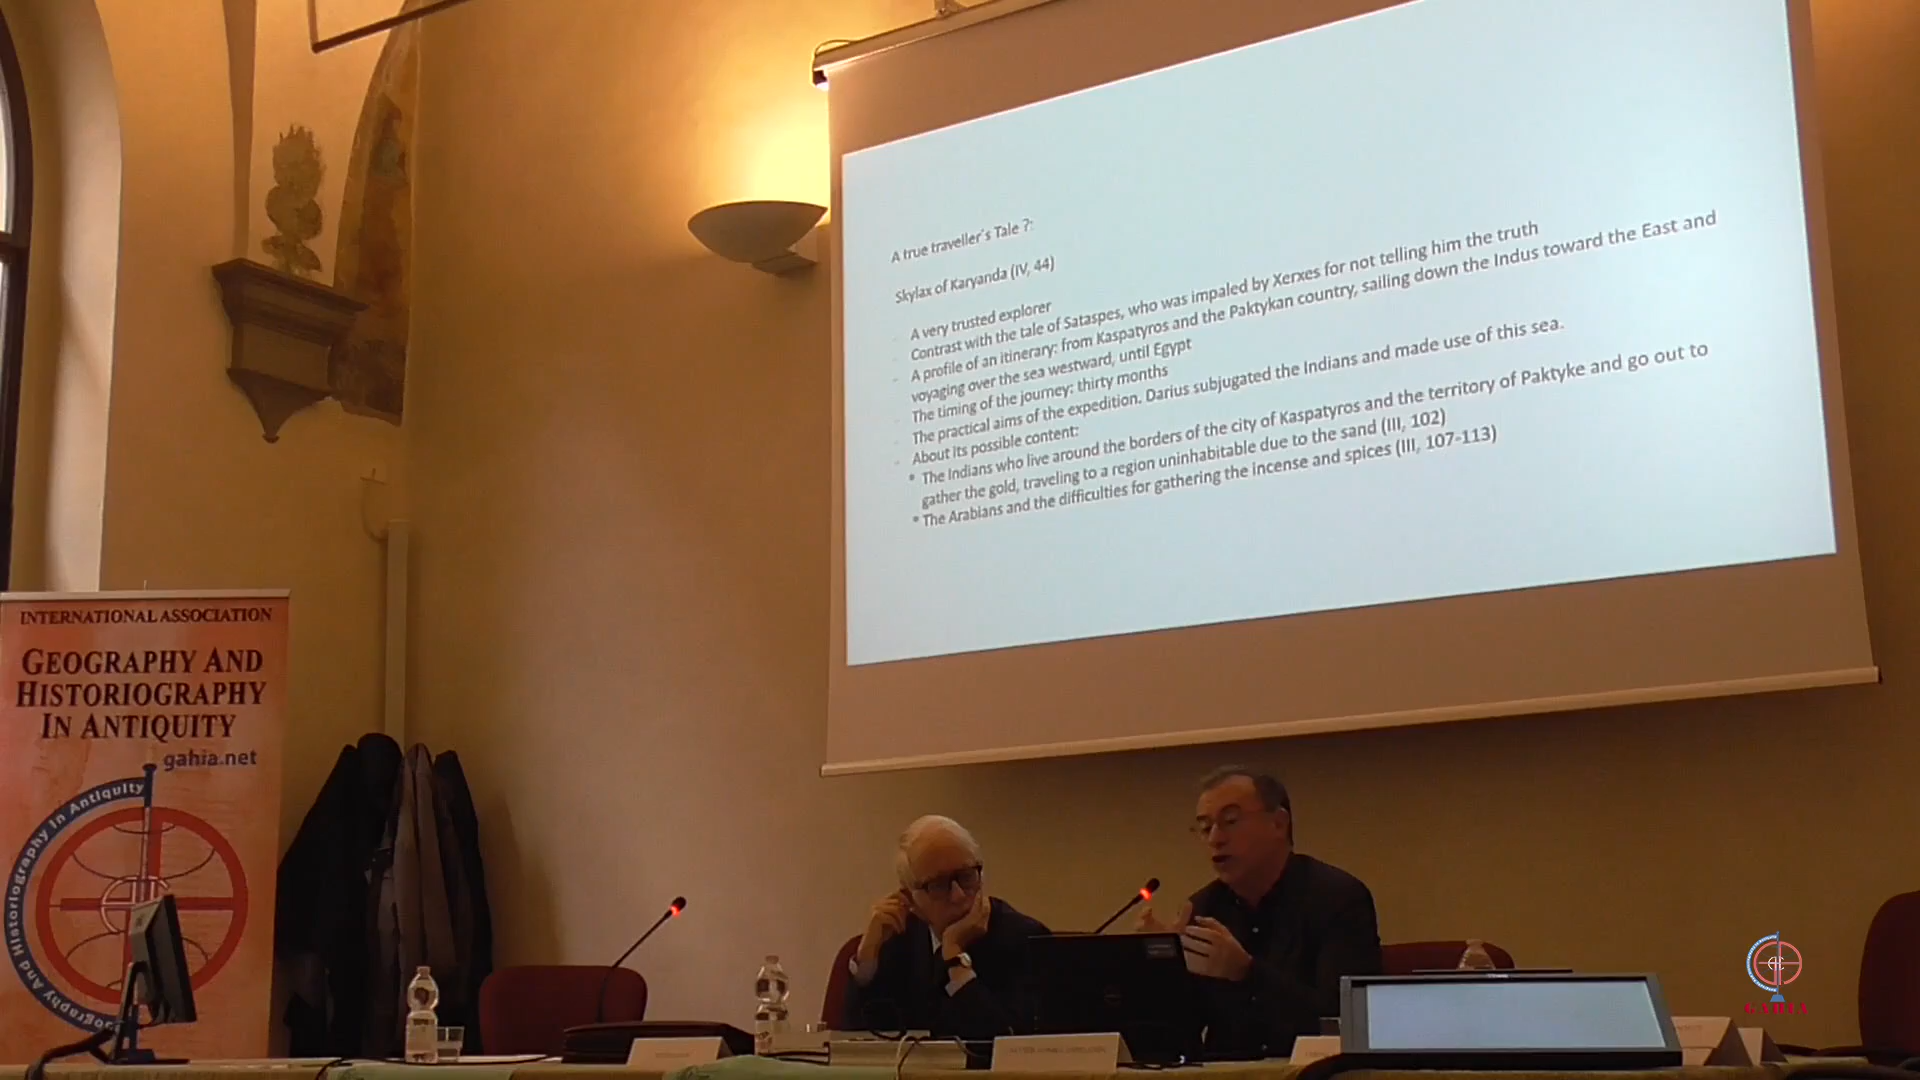 A true traveller's Tale ?:
Skylax of Karyanda (IV, 44)
- A very trusted explorer
- Contrast with the tale of Sataspes, who was impaled by Xerxes for not telling him the truth
- A profile of an itinerary: from Kaspatyros and the Paktykan country, sailing down the Indus toward the East and
voyaging over the sea westward, until Egypt
- The timing of the journey: thirty months
- The practical aims of the expedition. Darius subjugated the Indians and made use of this sea.
- About its possible content:
* The Indians who live around the borders of the city of Kaspatyros and the territory of Paktyke and go out to
gather the gold, traveling to a region uninhabitable due to the sand (III, 102)
* The Arabians and the difficulties for gathering the incense and spices (III, 107-113)
INTERNATIONAL ASSOCIATION
GEOGRAPHY AND
HISTORIOGRAPHY
IN ANTIQUITY
gahia.net
Geography And Historiography In Antiquity
GAHIA